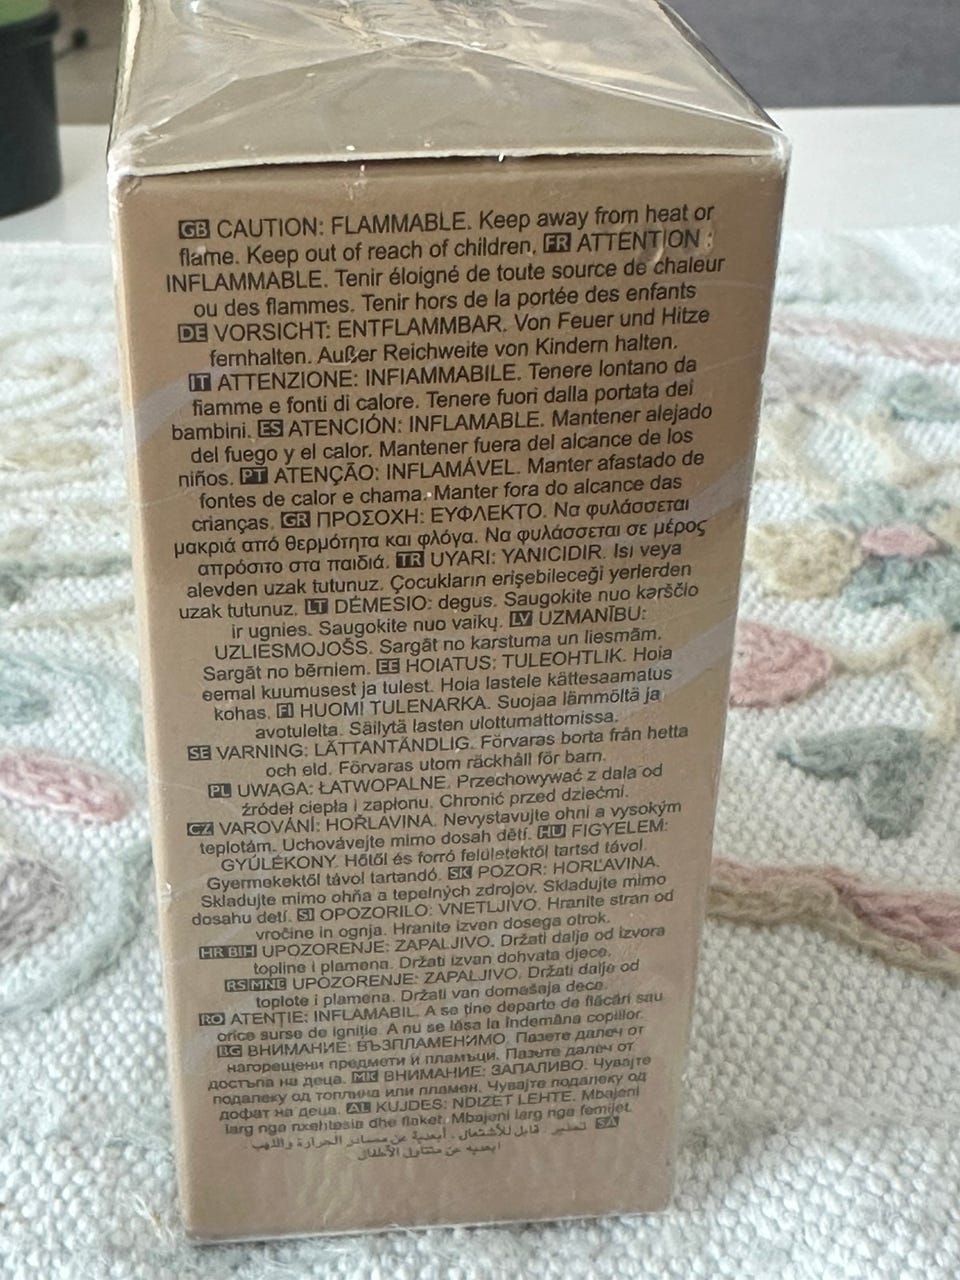 GB CAUTION: FLAMMABLE. Keep away from heat or
flame. Keep out of reach of children. FR ATTENTION :
INFLAMMABLE. Tenir éloigné de toute source de chaleur
ou des flammes. Tenir hors de la portée des enfants
DE VORSICHT: ENTFLAMMBAR. Von Feuer und Hitze
fernhalten. Außer Reichweite von Kindern halten.
IT ATTENZIONE: INFIAMMABILE. Tenere lontano da
fiamme e fonti di calore. Tenere fuori dalla portata dei
bambini. ES ATENCIÓN: INFLAMABLE. Mantener alejado
del fuego y el calor. Mantener fuera del alcance de los
niños. PT ATENÇÃO: INFLAMÁVEL. Manter afastado de
fontes de calor e chama. Manter fora do alcance das
crianças. GR ΠΡΟΣΟΧΗ: ΕΥΦΛΕΚΤΟ. Να φυλάσσεται
μακριά από θερμότητα και φλόγα. Να φυλάσσεται σε μέρος
απρόσιτο στα παιδιά. TR UYARI: YANICIDIR. Isı veya
alevden uzak tutunuz. Çocukların erişebileceği yerlerden
uzak tutunuz. LT DĖMESIO: degus. Saugokite nuo karščio
ir ugnies. Saugokite nuo vaikų. LV UZMANĪBU:
UZLIESMOJOŠS. Sargāt no karstuma un liesmām.
Sargāt no bērniem. EE HOIATUS: TULEOHTLIK. Hoia
eemal kuumusest ja tulest. Hoia lastele kättesaamatus
kohas. FI HUOMI TULENARKA. Suojaa lämmöltä ja
avotulelta. Säilytä lasten ulottumattomissa.
SE VARNING: LÄTTANTÄNDLIG. Förvaras borta från hetta
och eld. Förvaras utom räckhåll för barn.
PL UWAGA: ŁATWOPALNE. Przechowywać z dala od
źródeł ciepła i zapłonu. Chronić przed dziećmi.
CZ VAROVÁNÍ: HOŘLAVINA. Nevystavujte ohni a vysokým
teplotám. Uchovávejte mimo dosah dětí. HU FIGYELEM:
GYÚLÉKONY. Hőtől és forró felületektől tartsd távol.
Gyermekektől távol tartandó. SK POZOR: HORĽAVINA.
Skladujte mimo ohňa a tepelných zdrojov. Skladujte mimo
dosahu detí. SI OPOZORILO: VNETLJIVO. Hranite stran od
vročine in ognja. Hranite izven dosega otrok.
HR BIH UPOZORENJE: ZAPALJIVO. Držati dalje od izvora
topline i plamena. Držati izvan dohvata djece.
RS MNE UPOZORENJE: ZAPALJIVO. Držati dalje od
toplote i plamena. Držati van domašaja dece.
RO ATENȚIE: INFLAMABIL. A se ține departe de flăcări sau
orice surse de igniție. A nu se lăsa la îndemâna copiilor.
BG ВНИМАНИЕ: ВЪЗПЛАМЕНИМО. Пазете далеч от
нагорещени предмети и пламъци. Пазете далеч от
достъпа на деца. MK ВНИМАНИЕ: ЗАПАЛИВО. Чувајте
подалеку од топлина или пламен. Чувајте подалеку од
дофат на деца. AL KUJDES: NDIZET LEHTE. Mbajeni
larg nga nxehtesia dhe flaket. Mbajeni larg nga femijet.
SA تحذير: قابل للاشتعال. أبعديه عن مصادر الحرارة واللهب.
أبعديه عن متناول الأطفال